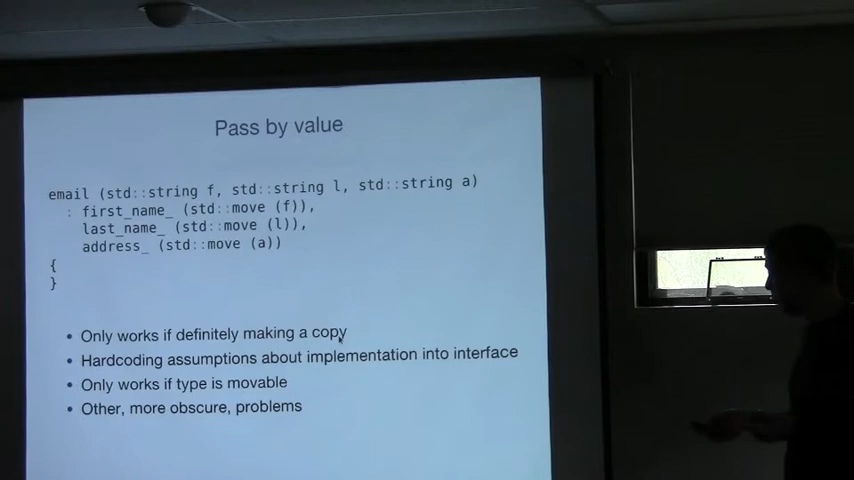 Pass by value
email (std::string f, std::string l, std::string a)
: first_name_ (std::move (f)),
last_name_ (std::move (l)),
address_ (std::move (a))
{
}
• Only works if definitely making a copy
• Hardcoding assumptions about implementation into interface
• Only works if type is movable
• Other, more obscure, problems